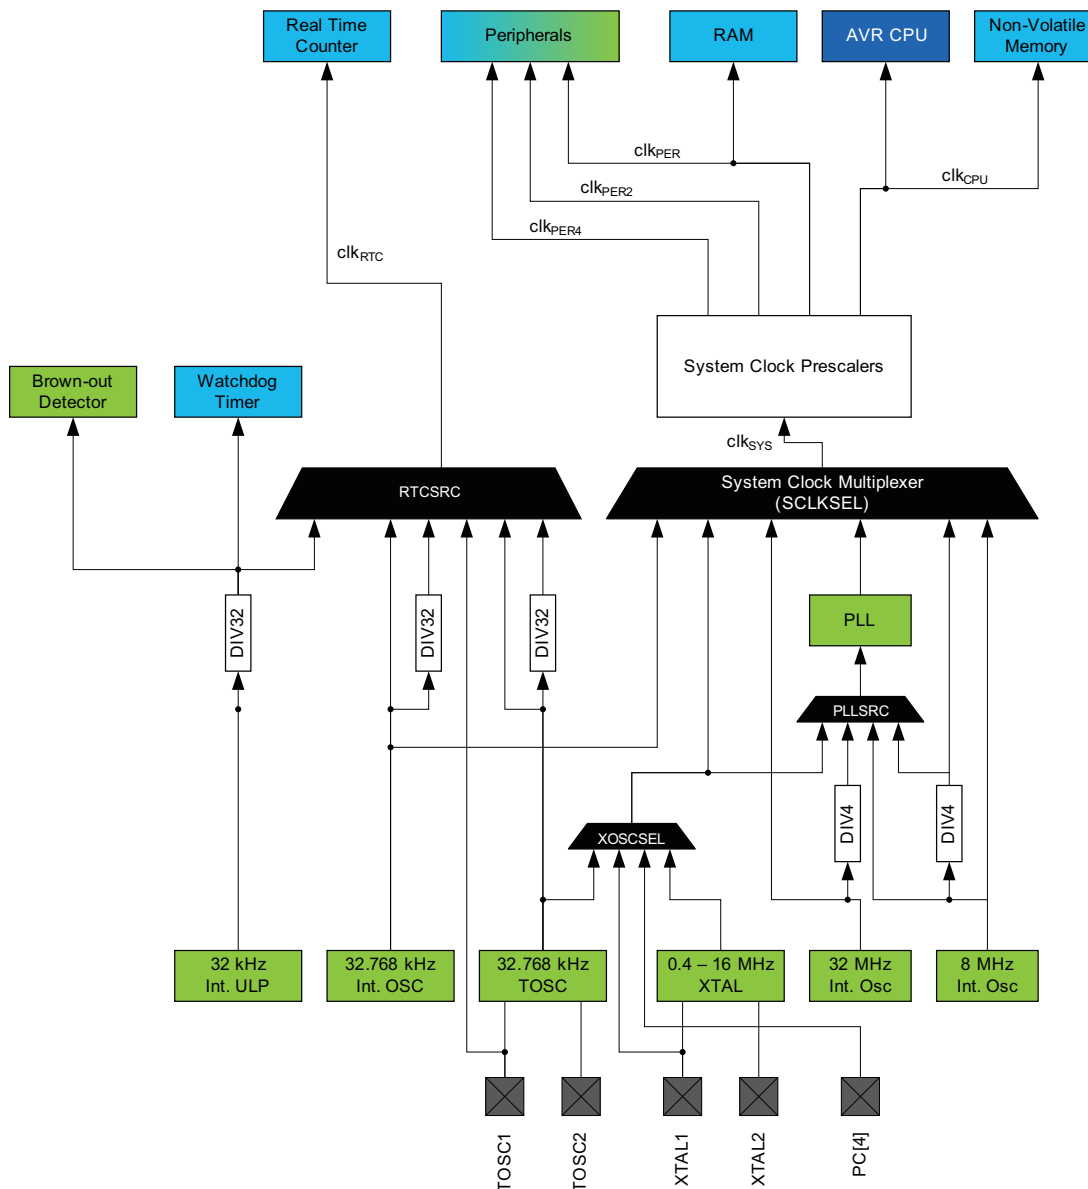 Real Time
Counter
Peripherals
RAM
AVR CPU
Non-Volatile
Memory
clkPER
clkPER2
clkCPU
clkPER4
clkRTC
System Clock Prescalers
Brown-out
Detector
Watchdog
Timer
clkSYS
RTCSRC
System Clock Multiplexer
(SCLKSEL)
DIV32
DIV32
DIV32
PLL
PLLSRC
DIV4
DIV4
XOSCSEL
32 kHz
Int. ULP
32.768 kHz
Int. OSC
32.768 kHz
TOSC
0.4 – 16 MHz
XTAL
32 MHz
Int. Osc
8 MHz
Int. Osc
TOSC1
TOSC2
XTAL1
XTAL2
PC[4]